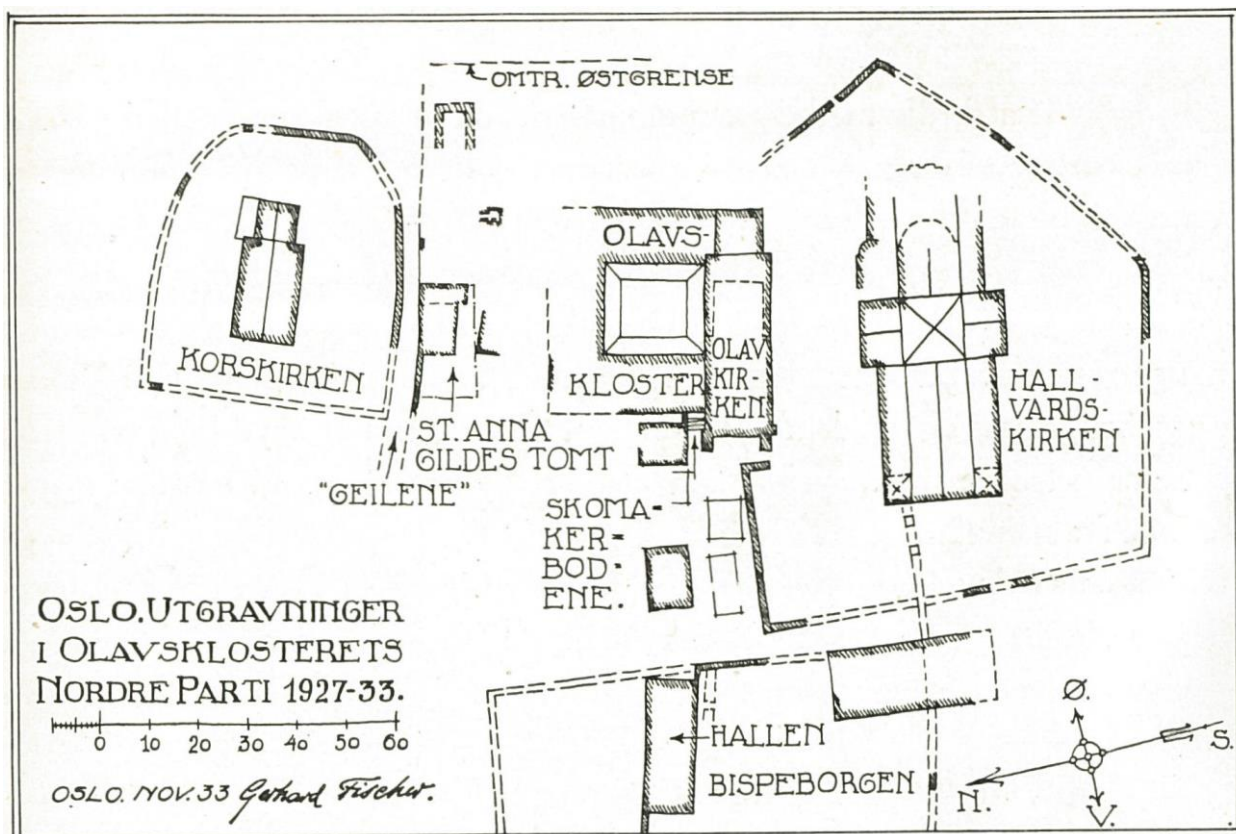 OMTR. ØSTGRENSE
OLAVS-
KLOSTER
OLAV
KIR-
KEN
KORSKIRKEN
HALL-
VARDS-
KIRKEN
ST. ANNA
GILDES TOMT
"GEILENE"
SKOMA-
KER-
BOD-
ENE.
OSLO. UTGRAVNINGER
I OLAVSKLOSTERETS
NORDRE PARTI 1927-33.
0 10 20 30 40 50 60
OSLO. NOV. 33 Gerhard Fischer.
HALLEN
BISPEBORGEN
Ø.
S.
N.
V.